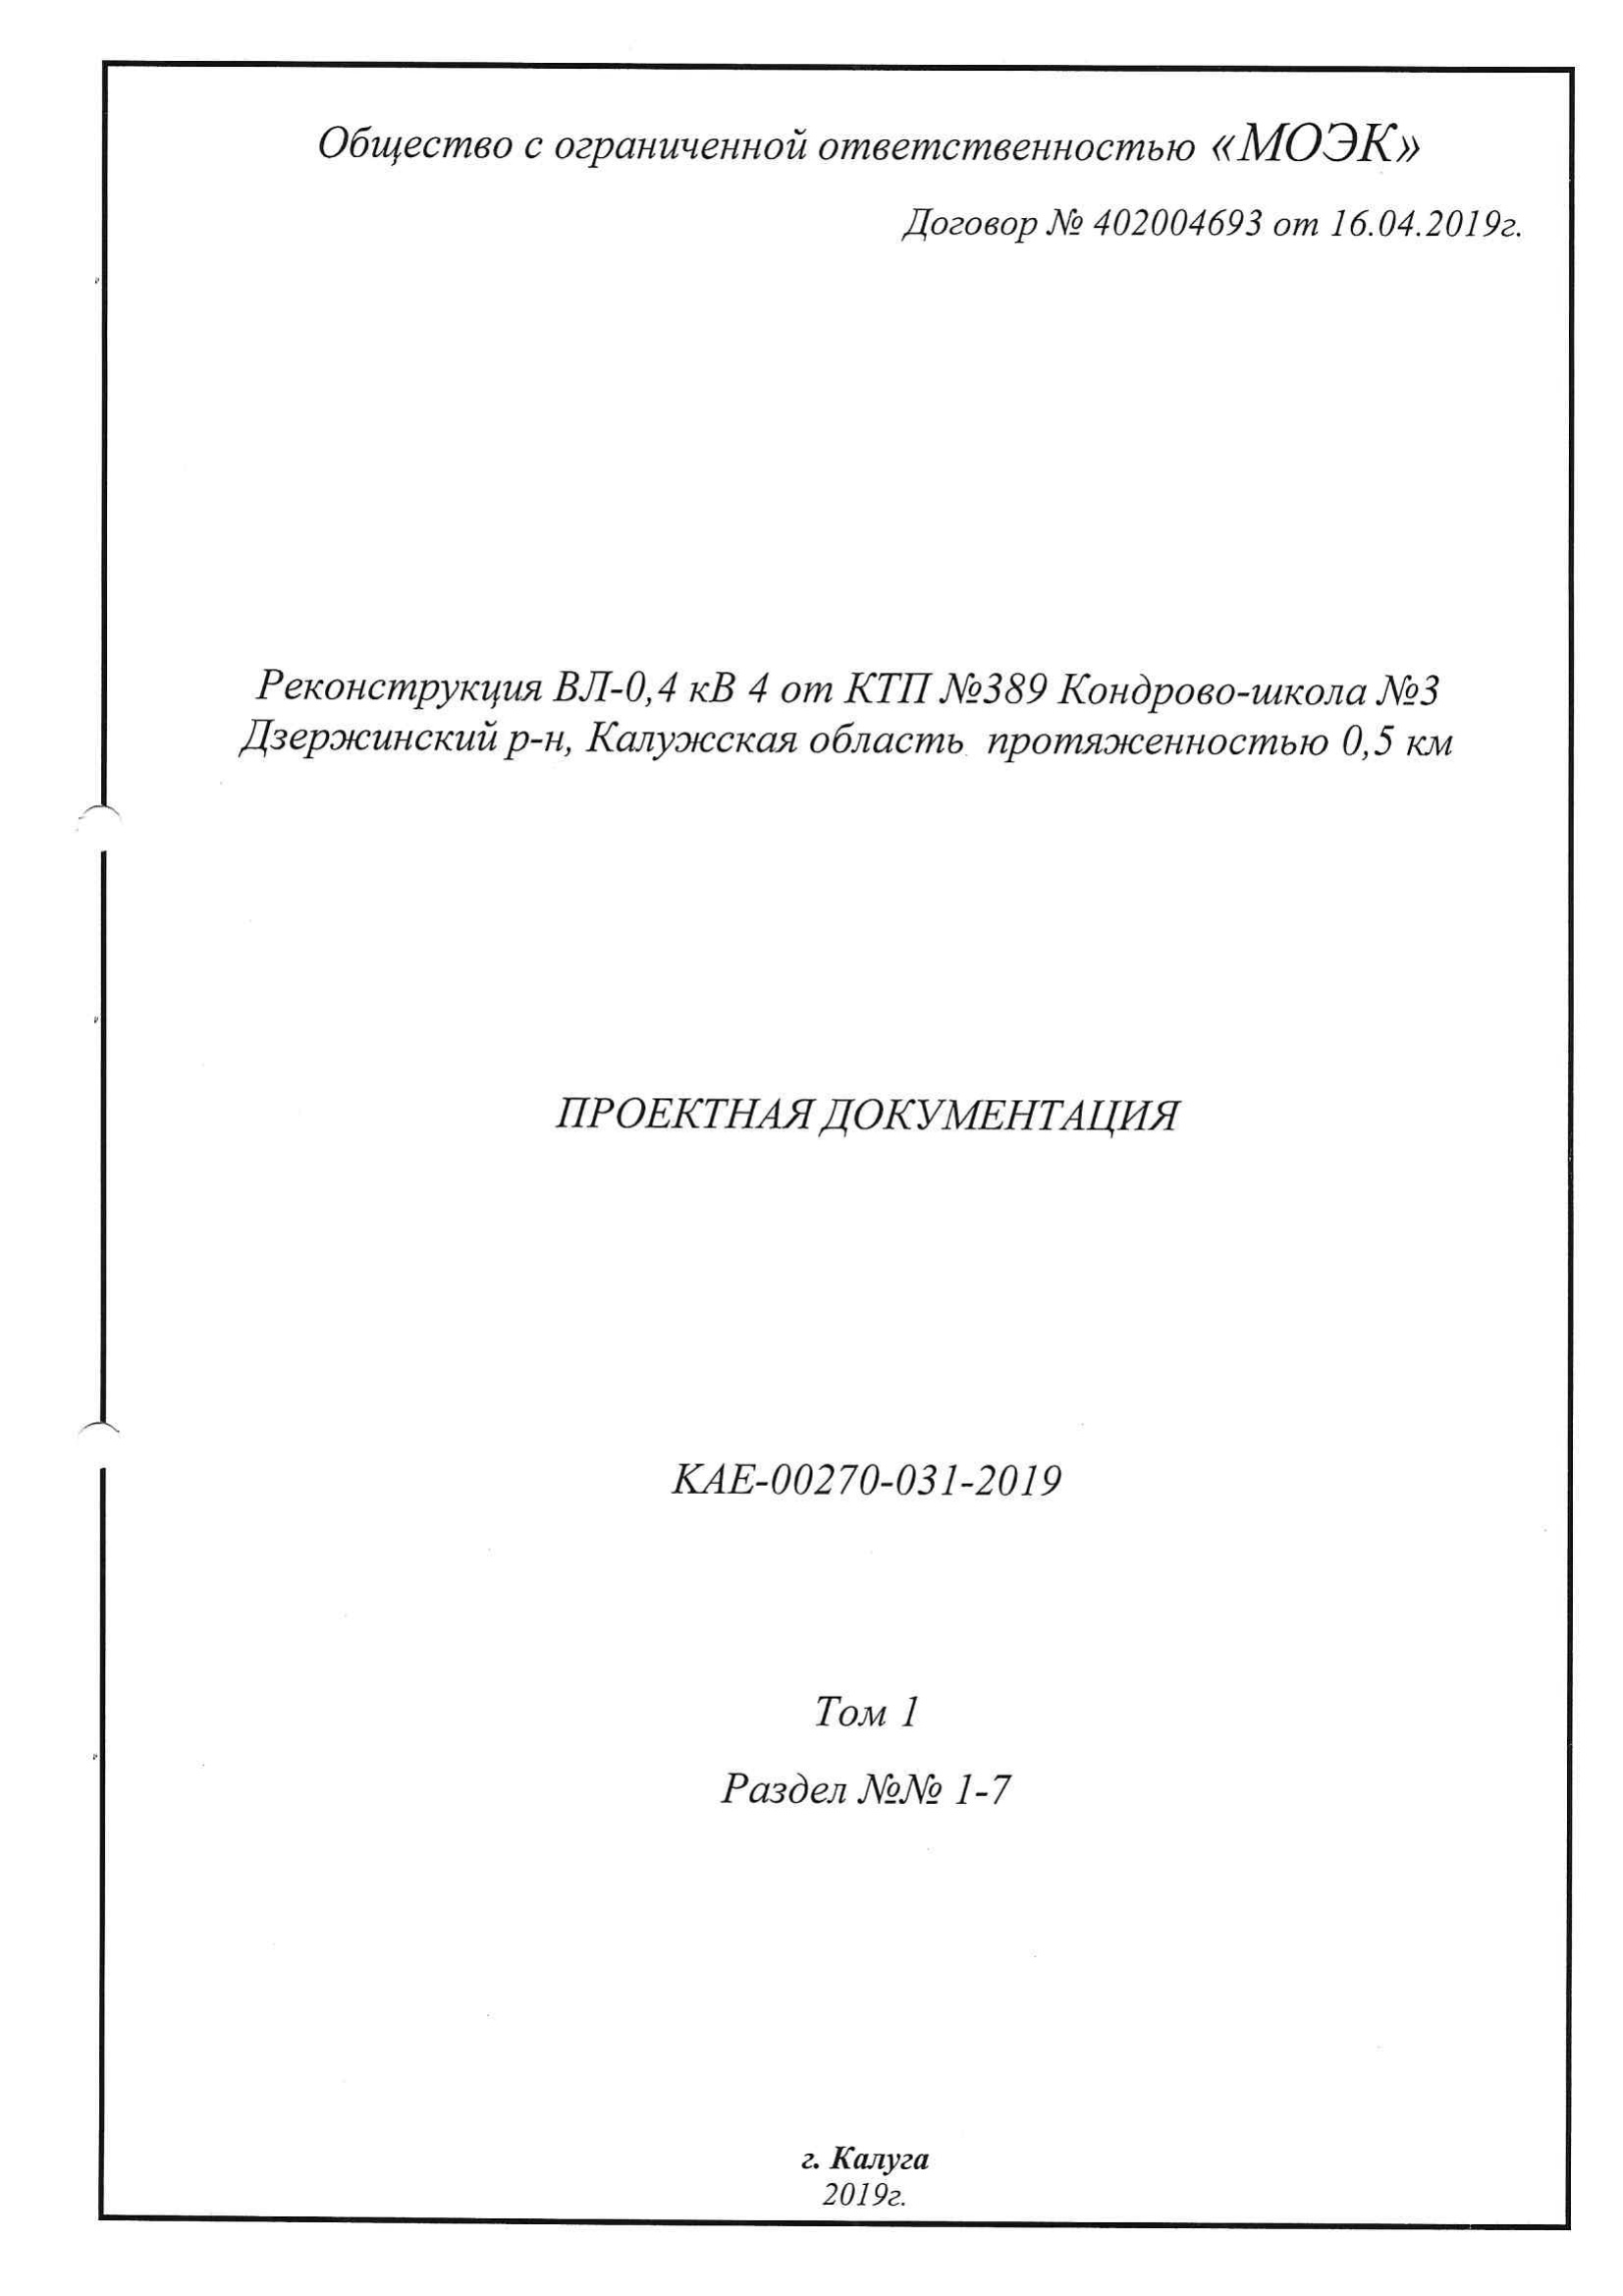 Общество с ограниченной ответственностью «МОЭК»
Договор № 402004693 от 16.04.2019г.
Реконструкция ВЛ-0,4 кВ 4 от КТП №389 Кондрово-школа №3
Дзержинский р-н, Калужская область протяженностью 0,5 км
ПРОЕКТНАЯ ДОКУМЕНТАЦИЯ
КАЕ-00270-031-2019
Том 1
Раздел №№ 1-7
г. Калуга
2019г.